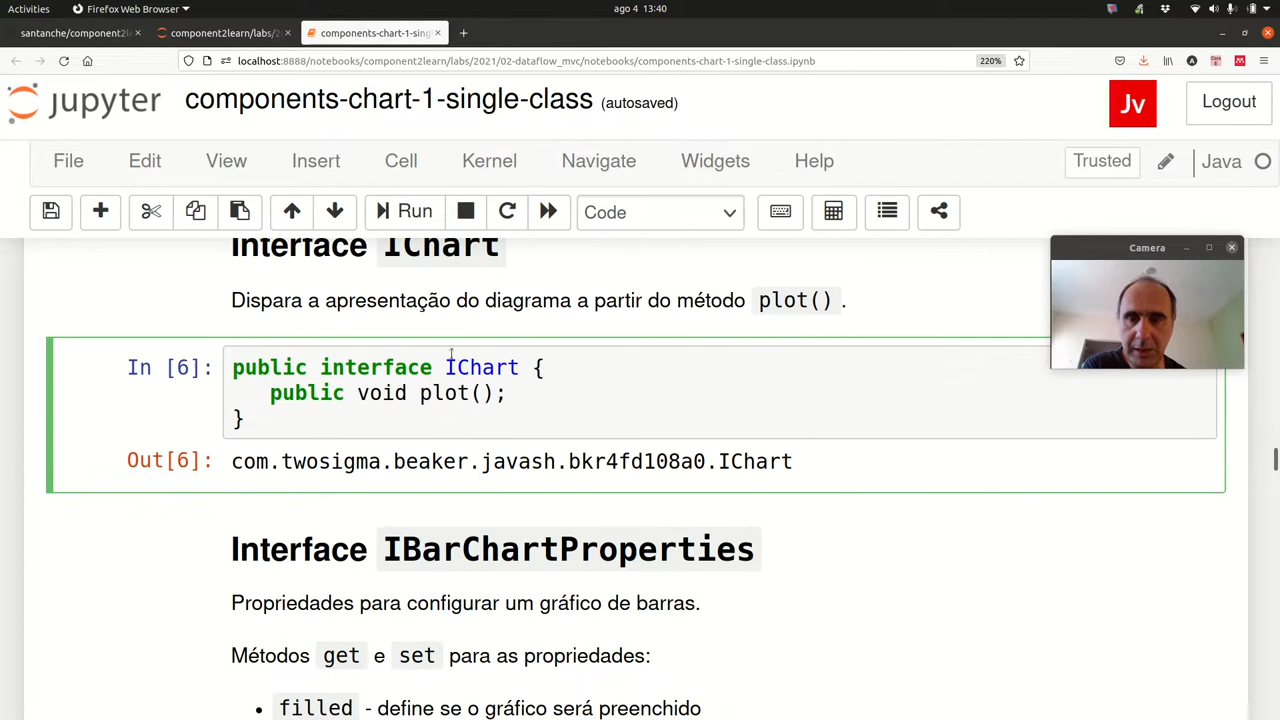 Activities
Firefox Web Browser
ago 4 13:40
santanche/component2l
component2learn/labs/2
components-chart-1-sing
localhost:8888/notebooks/component2learn/labs/2021/02-dataflow_mvc/notebooks/components-chart-1-single-class.ipynb
220%
jupyter
components-chart-1-single-class (autosaved)
Jv
Logout
File
Edit
View
Insert
Cell
Kernel
Navigate
Widgets
Help
Trusted
Java
Run
Code
Camera
Interface IChart
Dispara a apresentação do diagrama a partir do método plot() .
In [6]:
public interface IChart {
public void plot();
}
Out[6]:
com.twosigma.beaker.javash.bkr4fd108a0.IChart
Interface IBarChartProperties
Propriedades para configurar um gráfico de barras.
Métodos get e set para as propriedades:
• filled - define se o gráfico será preenchido